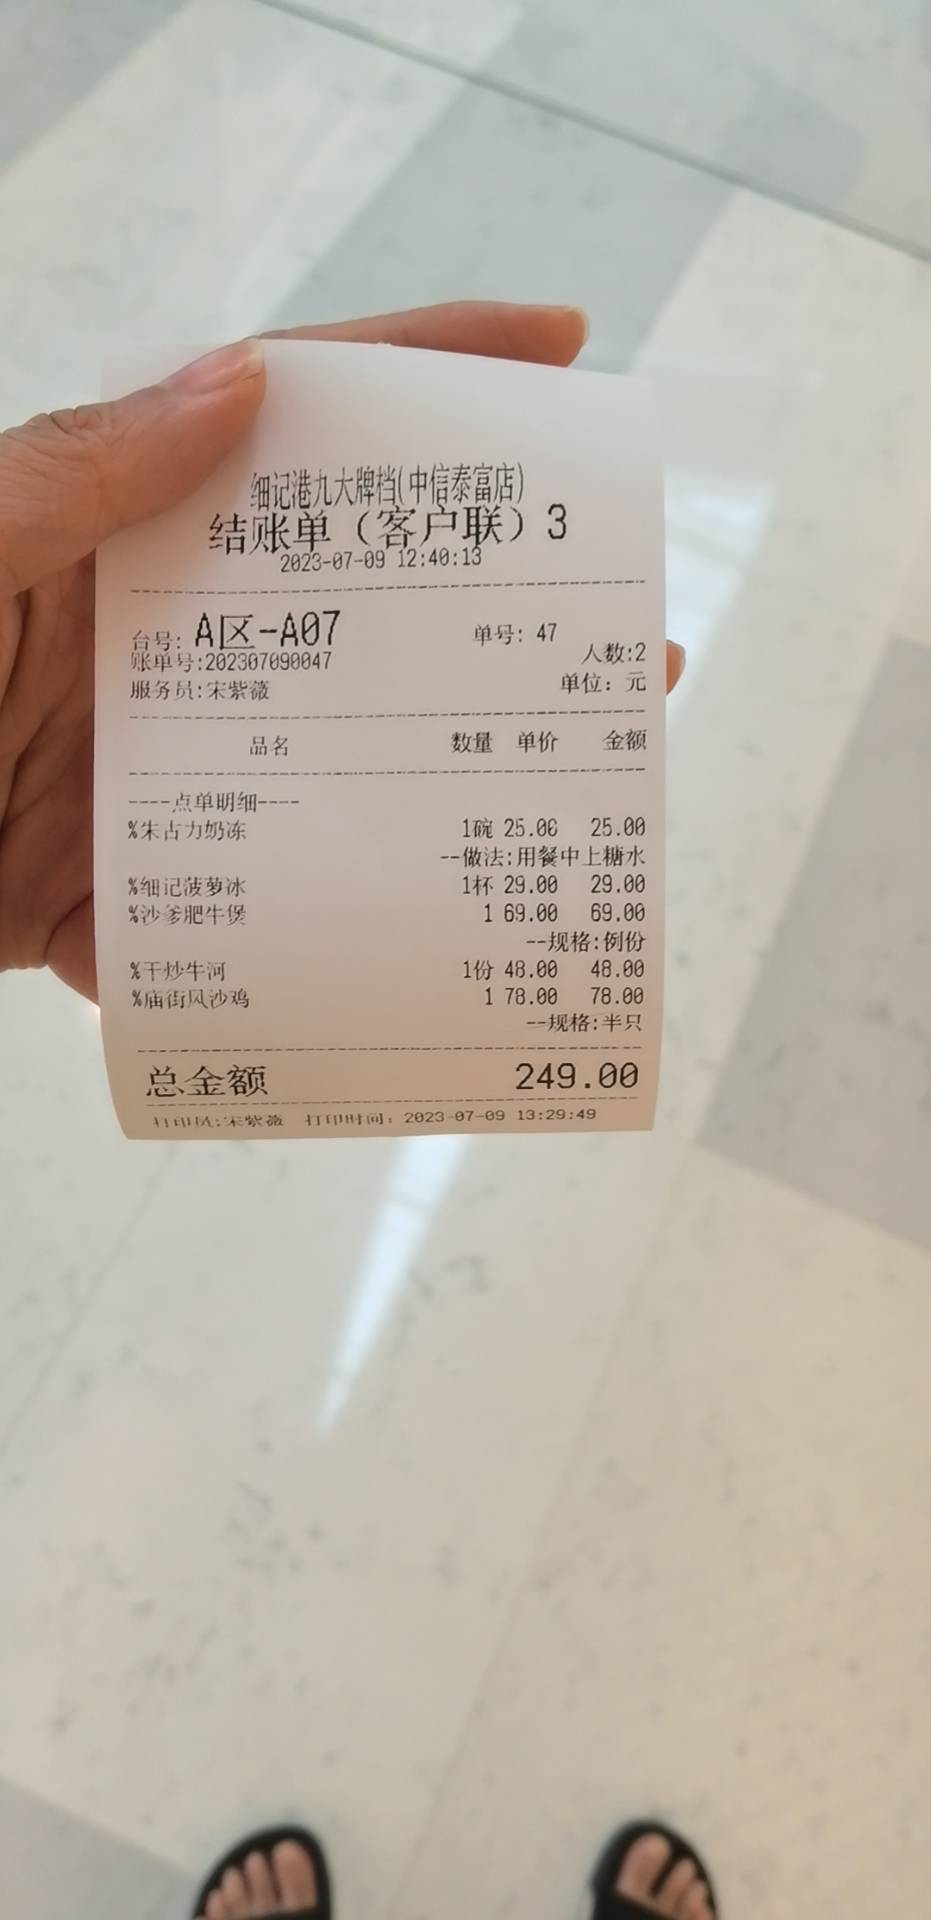 细记港九大牌档(中信泰富店)
结账单（客户联）3
2023-07-09 12:40:13
台号: A区-A07 单号: 47
账单号:202307090047 人数:2
服务员:宋紫薇 单位: 元
品名 数量 单价 金额
----点单明细----
%朱古力奶冻 1碗 25.00 25.00
--做法:用餐中上糖水
%细记菠萝冰 1杯 29.00 29.00
%沙爹肥牛煲 1 69.00 69.00
--规格:例份
%干炒牛河 1份 48.00 48.00
%庙街风沙鸡 1 78.00 78.00
--规格:半只
总金额 249.00
打印员:宋紫薇 打印时间: 2023-07-09 13:29:49